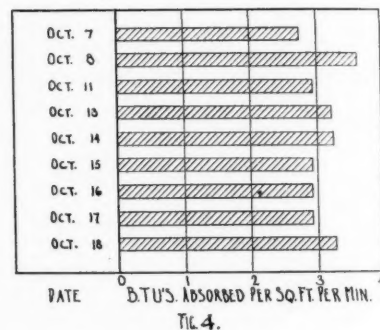 OCT. 7
OCT. 8
OCT. 11
OCT. 13
OCT. 14
OCT. 15
OCT. 16
OCT. 17
OCT. 18
0 1 2 3
DATE B.T.U'S. ABSORBED PER SQ. FT. PER MIN.
FIG 4.